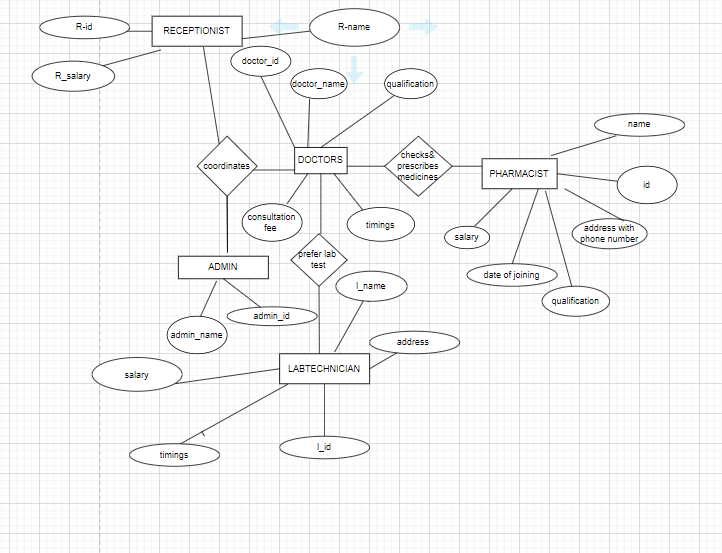 R-id
RECEPTIONIST
R-name
R_salary
doctor_id
doctor_name
qualification
name
coordinates
DOCTORS
checks&
prescribes
medicines
PHARMACIST
id
consultation
fee
timings
salary
address with
phone number
prefer lab
test
ADMIN
date of joining
l_name
qualification
admin_id
admin_name
address
salary
LABTECHNICIAN
timings
l_id